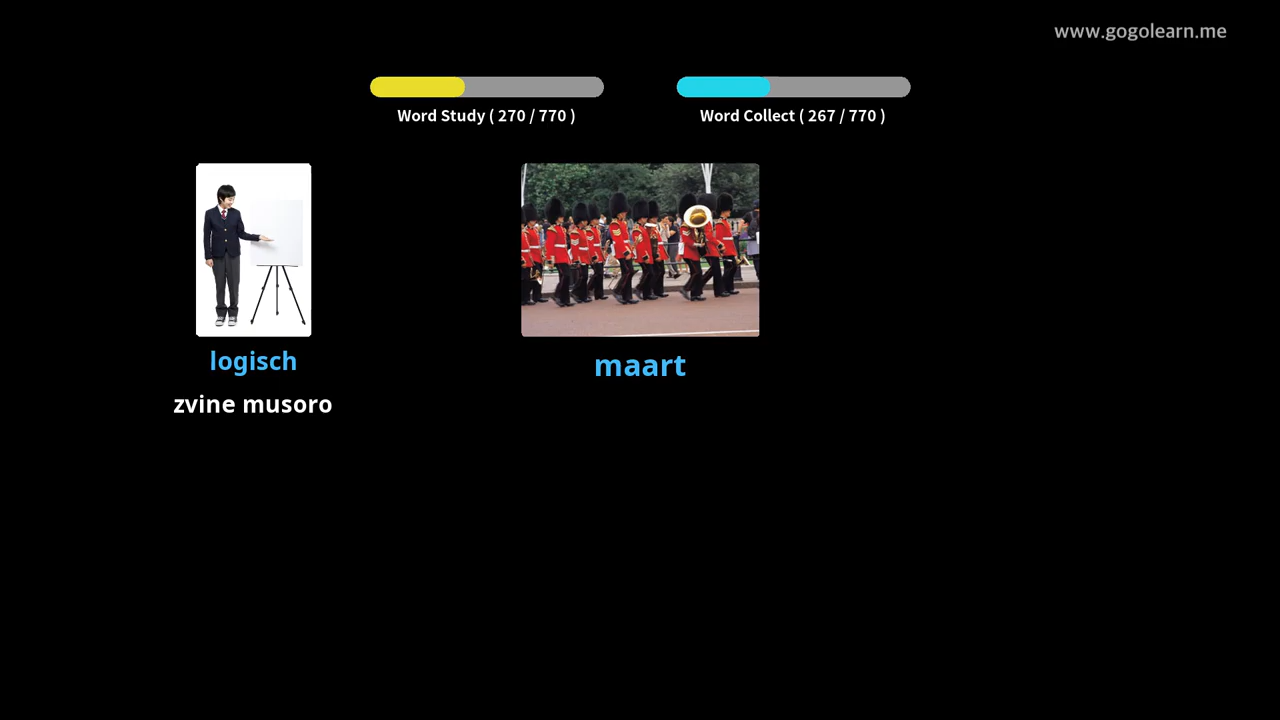 www.gogolearn.me
Word Study ( 270 / 770 )
Word Collect ( 267 / 770 )
logisch
maart
zvine musoro